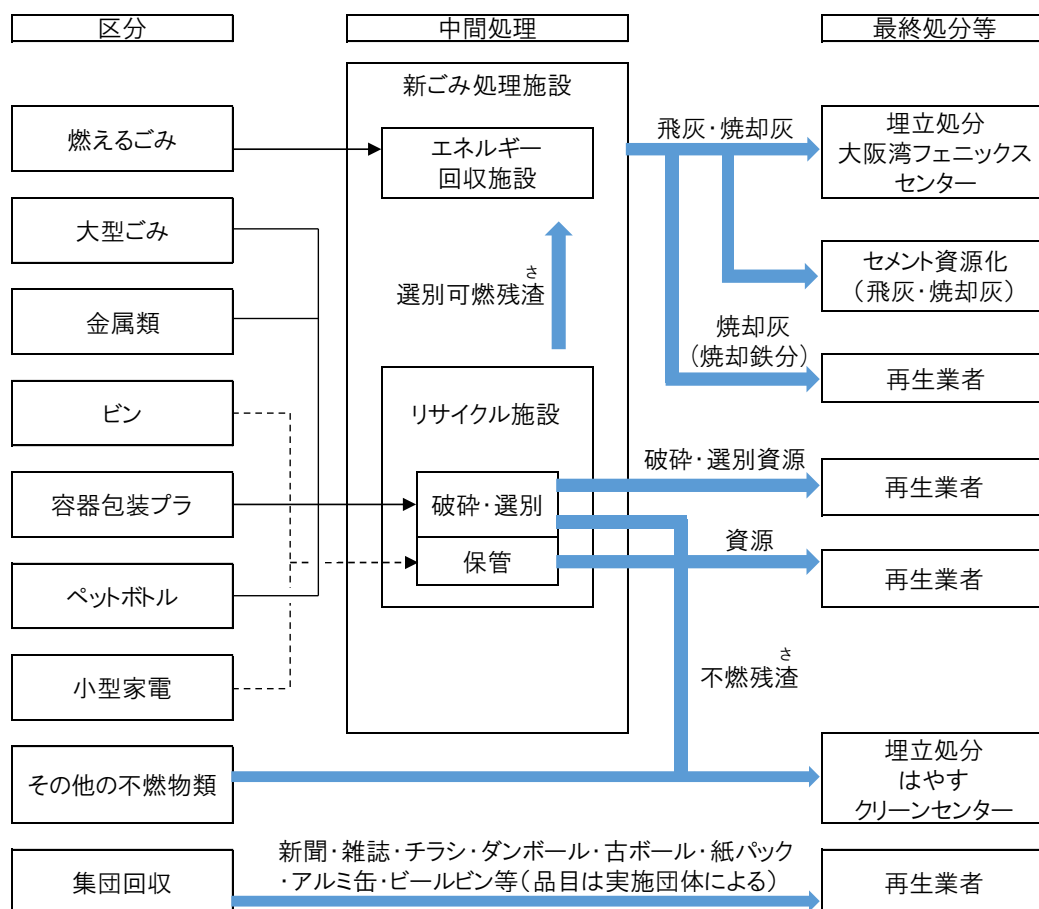 区分
中間処理
最終処分等
新ごみ処理施設
燃えるごみ
エネルギー
回収施設
飛灰・焼却灰
埋立処分
大阪湾フェニックス
センター
大型ごみ
さ
選別可燃残渣
セメント資源化
（飛灰・焼却灰）
金属類
焼却灰
（焼却鉄分）
再生業者
ビン
リサイクル施設
破砕・選別資源
再生業者
容器包装プラ
破砕・選別
資源
保管
再生業者
ペットボトル
さ
不燃残渣
小型家電
その他の不燃物類
埋立処分
はやす
クリーンセンター
集団回収
新聞・雑誌・チラシ・ダンボール・古ボール・紙パック
・アルミ缶・ビールビン等（品目は実施団体による）
再生業者